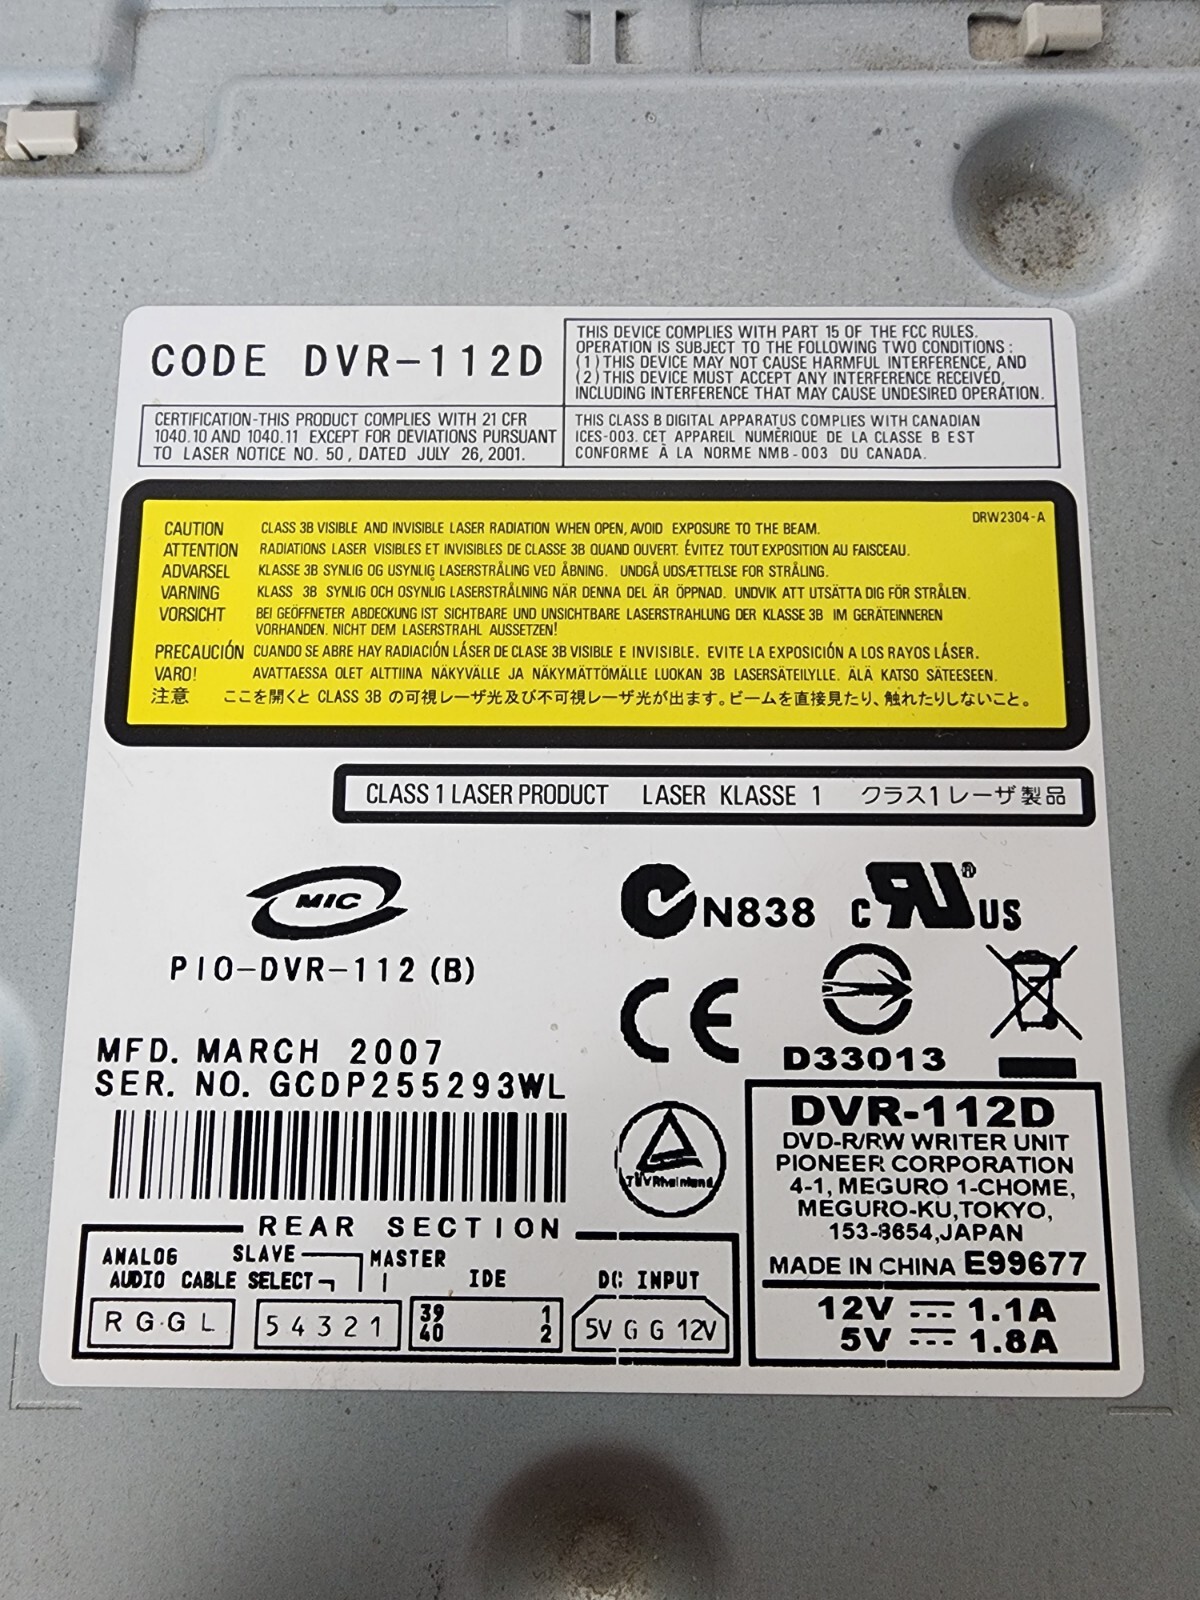 CODE DVR-112D
THIS DEVICE COMPLIES WITH PART 15 OF THE FCC RULES.
OPERATION IS SUBJECT TO THE FOLLOWING TWO CONDITIONS :
(1) THIS DEVICE MAY NOT CAUSE HARMFUL INTERFERENCE, AND
(2) THIS DEVICE MUST ACCEPT ANY INTERFERENCE RECEIVED,
INCLUDING INTERFERENCE THAT MAY CAUSE UNDESIRED OPERATION.
CERTIFICATION-THIS PRODUCT COMPLIES WITH 21 CFR
1040.10 AND 1040.11 EXCEPT FOR DEVIATIONS PURSUANT
TO LASER NOTICE NO. 50, DATED JULY 26, 2001.
THIS CLASS B DIGITAL APPARATUS COMPLIES WITH CANADIAN
ICES-003. CET APPAREIL NUMÈRIQUE DE LA CLASSE B EST
CONFORME À LA NORME NMB-003 DU CANADA.
DRW2304-A
CAUTION CLASS 3B VISIBLE AND INVISIBLE LASER RADIATION WHEN OPEN, AVOID EXPOSURE TO THE BEAM.
ATTENTION RADIATIONS LASER VISIBLES ET INVISIBLES DE CLASSE 3B QUAND OUVERT. ÉVITEZ TOUT EXPOSITION AU FAISCEAU.
ADVARSEL KLASSE 3B SYNLIG OG USYNLIG LASERSTRÅLING VED ÅBNING. UNDGÅ UDSÆTTELSE FOR STRÅLING.
VARNING KLASS 3B SYNLIG OCH OSYNLIG LASERSTRÅLNING NÄR DENNA DEL ÄR ÖPPNAD. UNDVIK ATT UTSÄTTA DIG FÖR STRÅLEN.
VORSICHT BEI GEÖFFNETER ABDECKUNG IST SICHTBARE UND UNSICHTBARE LASERSTRAHLUNG DER KLASSE 3B IM GERÄTEINNEREN
VORHANDEN. NICHT DEM LASERSTRAHL AUSSETZEN!
PRECAUCIÓN CUANDO SE ABRE HAY RADIACIÓN LÁSER DE CLASE 3B VISIBLE E INVISIBLE. EVITE LA EXPOSICIÓN A LOS RAYOS LÁSER.
VARO! AVATTAESSA OLET ALTTIINA NÄKYVÄLLE JA NÄKYMÄTTÖMÄLLE LUOKAN 3B LASERSÄTEILYLLE. ÄLÄ KATSO SÄTEESEEN.
注意 ここを開くと CLASS 3B の可視レーザ光及び不可視レーザ光が出ます。ビームを直接見たり、触れたりしないこと。
CLASS 1 LASER PRODUCT LASER KLASSE 1 クラス1 レーザ製品
MIC
N838
C RU ® US
PIO-DVR-112 (B)
CE
D33013
MFD. MARCH 2007
SER. NO. GCDP255293WL
TÜVRheinland
DVR-112D
DVD-R/RW WRITER UNIT
PIONEER CORPORATION
4-1, MEGURO 1-CHOME,
MEGURO-KU, TOKYO,
153-8654, JAPAN
MADE IN CHINA E99677
12V 1.1A
5V 1.8A
REAR SECTION
ANALOG SLAVE MASTER
AUDIO CABLE SELECT IDE DC INPUT
R G G L
5 4 3 2 1
39 1
40 2
5V G G 12V